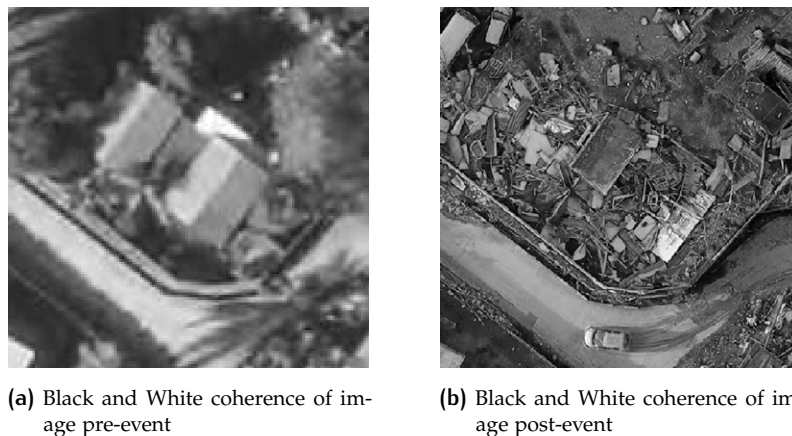 (a) Black and White coherence of im-
age pre-event
(b) Black and White coherence of im
age post-event